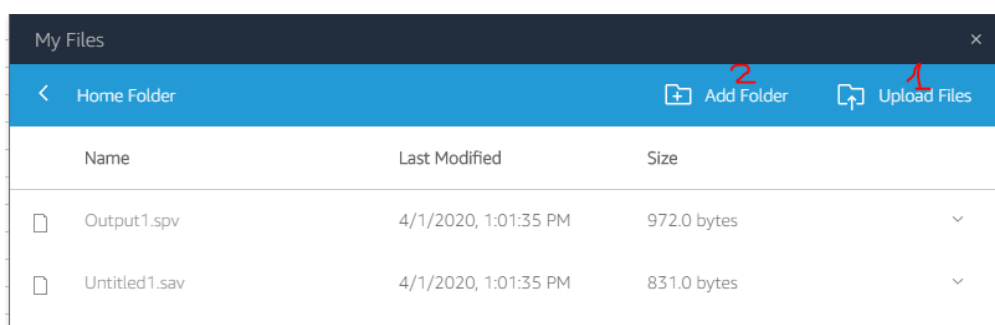 My Files ×
Home Folder 2 Add Folder 1 Upload Files
Name Last Modified Size
Output1.spv 4/1/2020, 1:01:35 PM 972.0 bytes
Untitled1.sav 4/1/2020, 1:01:35 PM 831.0 bytes